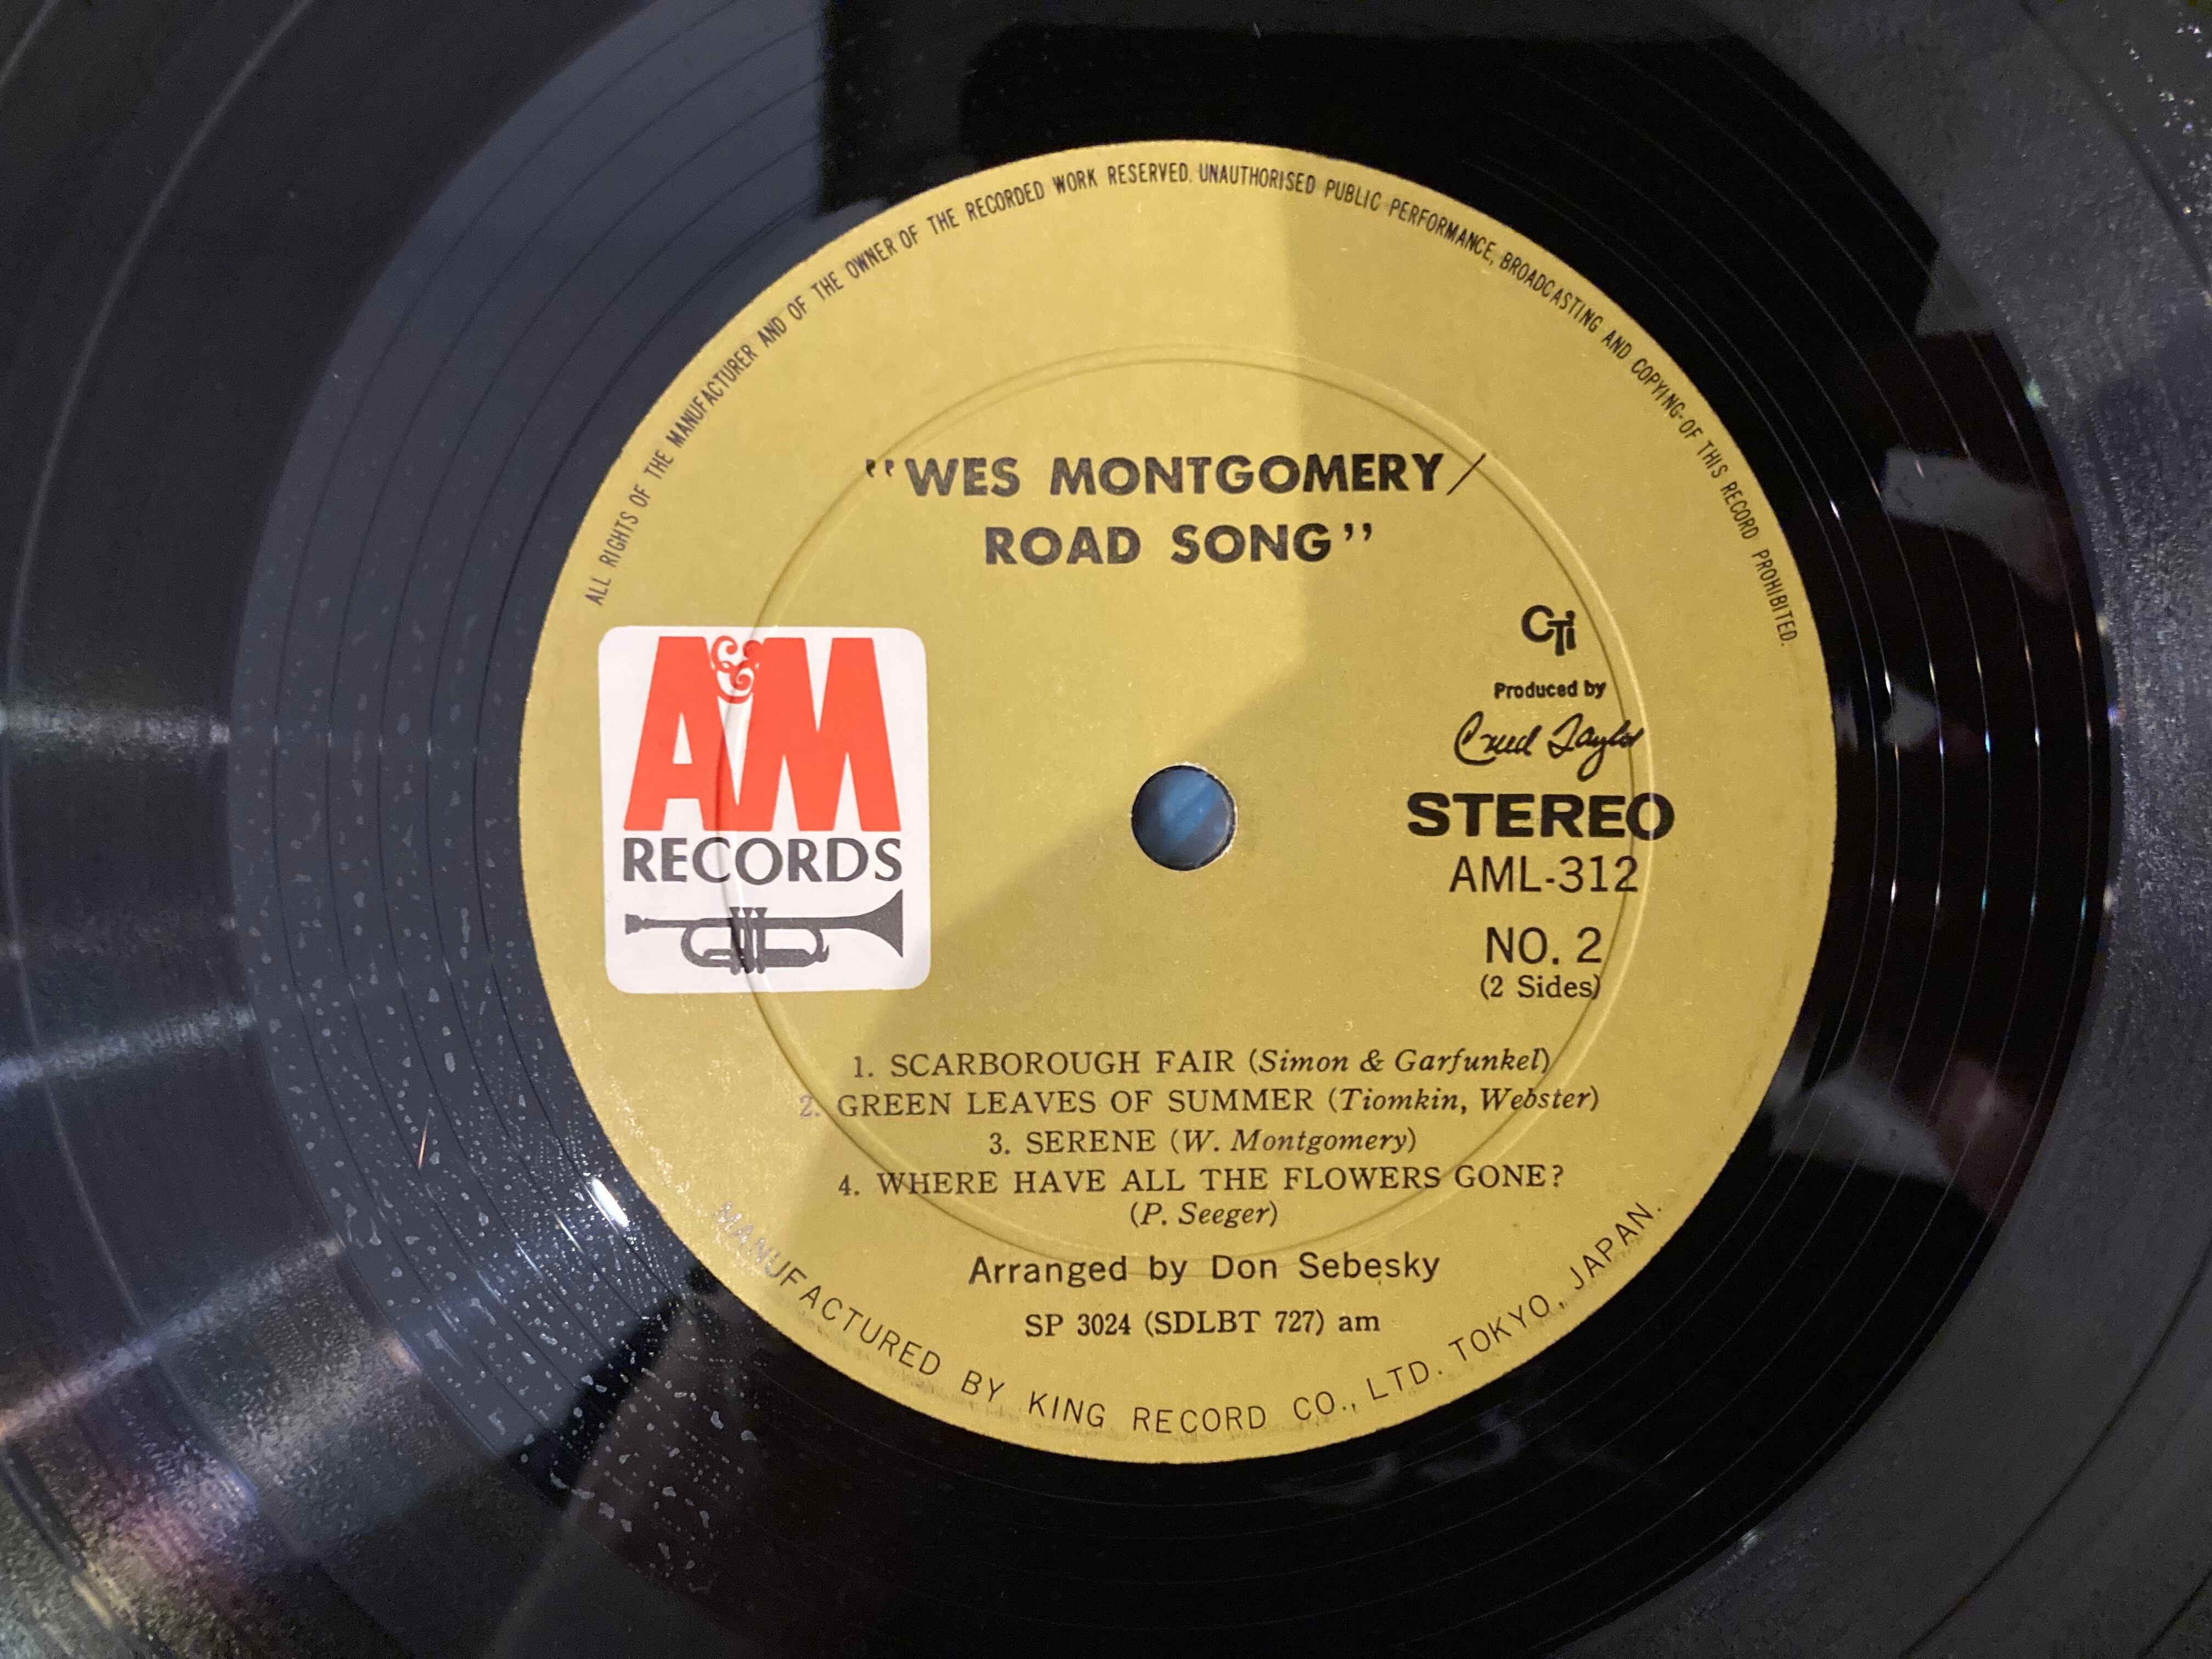 ALL RIGHTS OF THE MANUFACTURER AND OF THE OWNER OF THE RECORDED WORK RESERVED. UNAUTHORISED PUBLIC PERFORMANCE, BROADCASTING AND COPYING OF THIS RECORD PROHIBITED.
"WES MONTGOMERY/
ROAD SONG"
A&M
RECORDS
CTi
Produced by
Creed Taylor
STEREO
AML-312
NO. 2
(2 Sides)
1. SCARBOROUGH FAIR (Simon & Garfunkel)
2. GREEN LEAVES OF SUMMER (Tiomkin, Webster)
3. SERENE (W. Montgomery)
4. WHERE HAVE ALL THE FLOWERS GONE?
(P. Seeger)
Arranged by Don Sebesky
SP 3024 (SDLBT 727) am
MANUFACTURED BY KING RECORD CO., LTD. TOKYO, JAPAN.